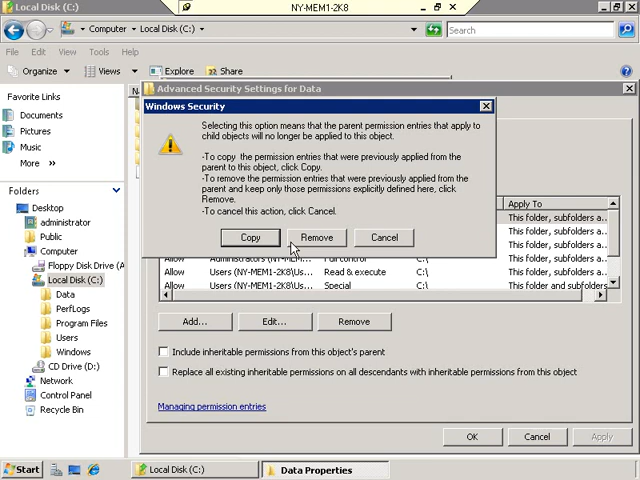 Local Disk (C:)
NY-MEM1-2K8
Computer
Local Disk (C:)
Search
File Edit View Tools Help
Organize Views Explore Share
Favorite Links
Documents
Pictures
Music
More »
Folders
Desktop
administrator
Public
Computer
Floppy Disk Drive (A
Local Disk (C:)
Data
PerfLogs
Program Files
Users
Windows
CD Drive (D:)
Network
Control Panel
Recycle Bin
Advanced Security Settings for Data
Windows Security
Selecting this option means that the parent permission entries that apply to
child objects will no longer be applied to this object.
-To copy the permission entries that were previously applied from the
parent to this object, click Copy.
-To remove the permission entries that were previously applied from the
parent and keep only those permissions explicitly defined here, click
Remove.
-To cancel this action, click Cancel.
Copy Remove Cancel
Apply To
This folder, subfolders a...
This folder, subfolders a...
This folder, subfolders a...
Allow Administrators (NY-MEM... Full control C:\ This folder, subfolders a...
Allow Users (NY-MEM1-2K8\Us... Read & execute C:\ This folder, subfolders a...
Allow Users (NY-MEM1-2K8\Us... Special C:\ This folder and subfolders
Add... Edit... Remove
Include inheritable permissions from this object's parent
Replace all existing inheritable permissions on all descendants with inheritable permissions from this object
Managing permission entries
OK Cancel Apply
Start Local Disk (C:) Data Properties